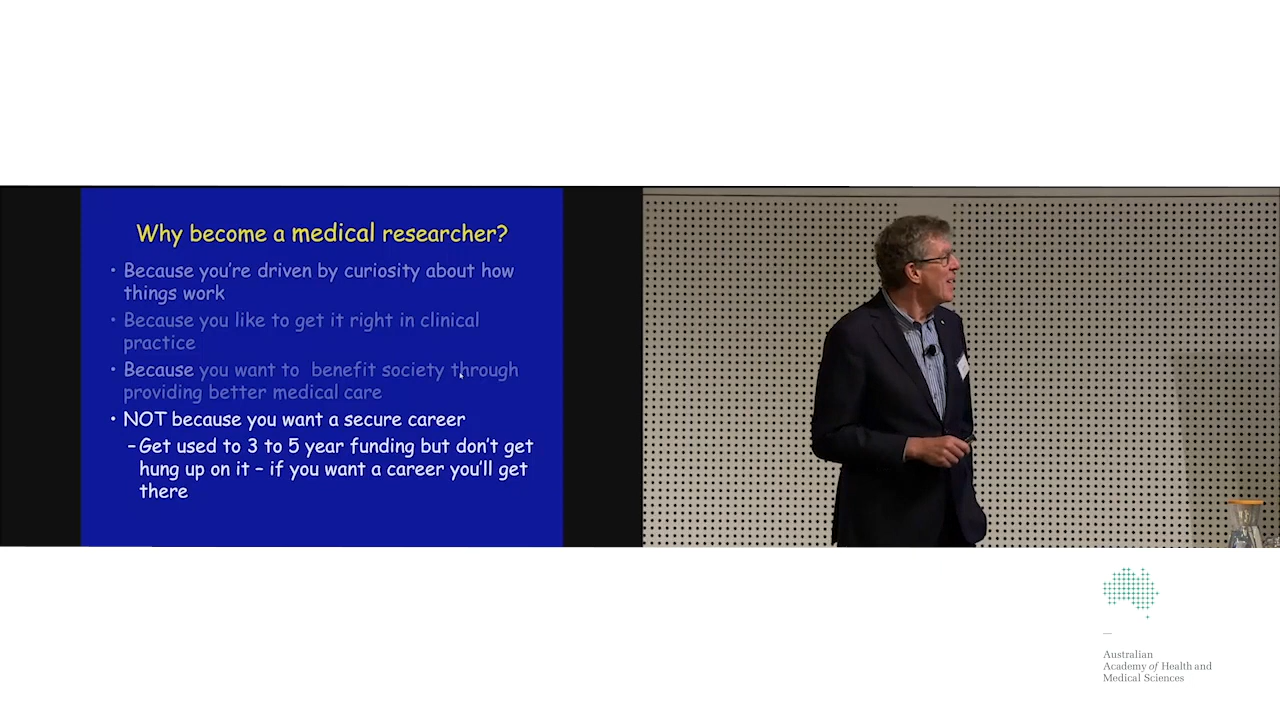 Why become a medical researcher?
• Because you're driven by curiosity about how
things work
• Because you like to get it right in clinical
practice
• Because you want to  benefit society through
providing better medical care
• NOT because you want a secure career
– Get used to 3 to 5 year funding but don't get
hung up on it – if you want a career you'll get
there
Australian
Academy of Health and
Medical Sciences